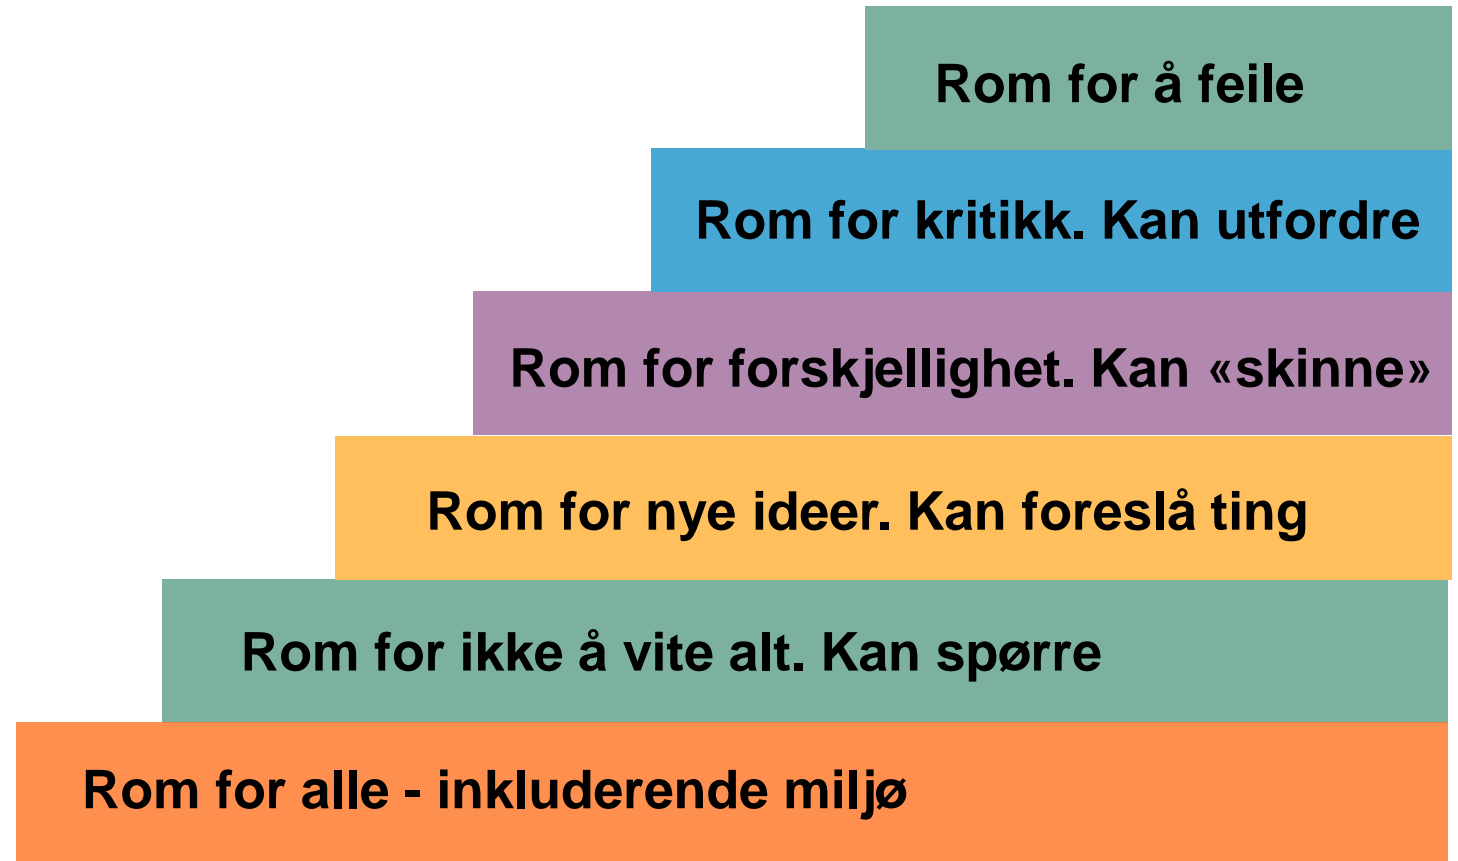 Rom for å feile
Rom for kritikk. Kan utfordre
Rom for forskjellighet. Kan «skinne»
Rom for nye ideer. Kan foreslå ting
Rom for ikke å vite alt. Kan spørre
Rom for alle - inkluderende miljø